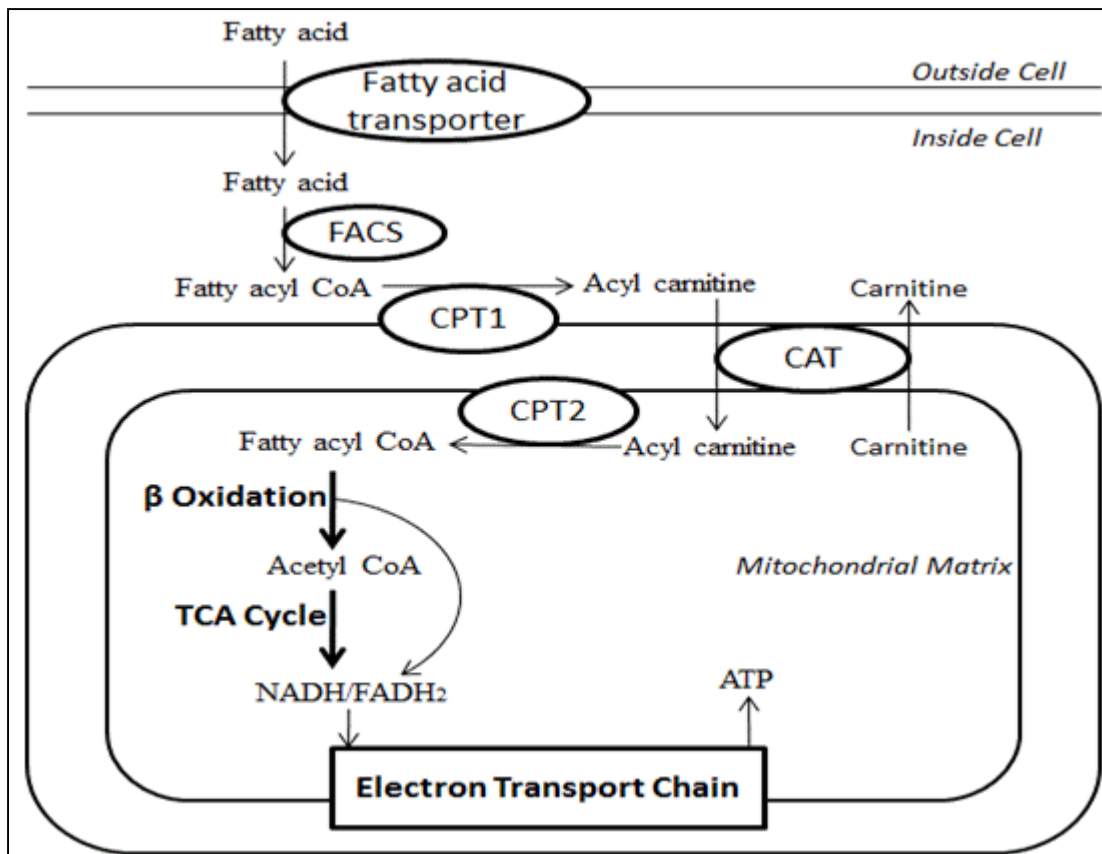 Fatty acid
Outside Cell
Fatty acid
transporter
Inside Cell
Fatty acid
FACS
Fatty acyl CoA
Acyl carnitine
Carnitine
CPT1
CAT
CPT2
Fatty acyl CoA
Acyl carnitine
Carnitine
β Oxidation
Acetyl CoA
Mitochondrial Matrix
TCA Cycle
NADH/FADH2
ATP
Electron Transport Chain